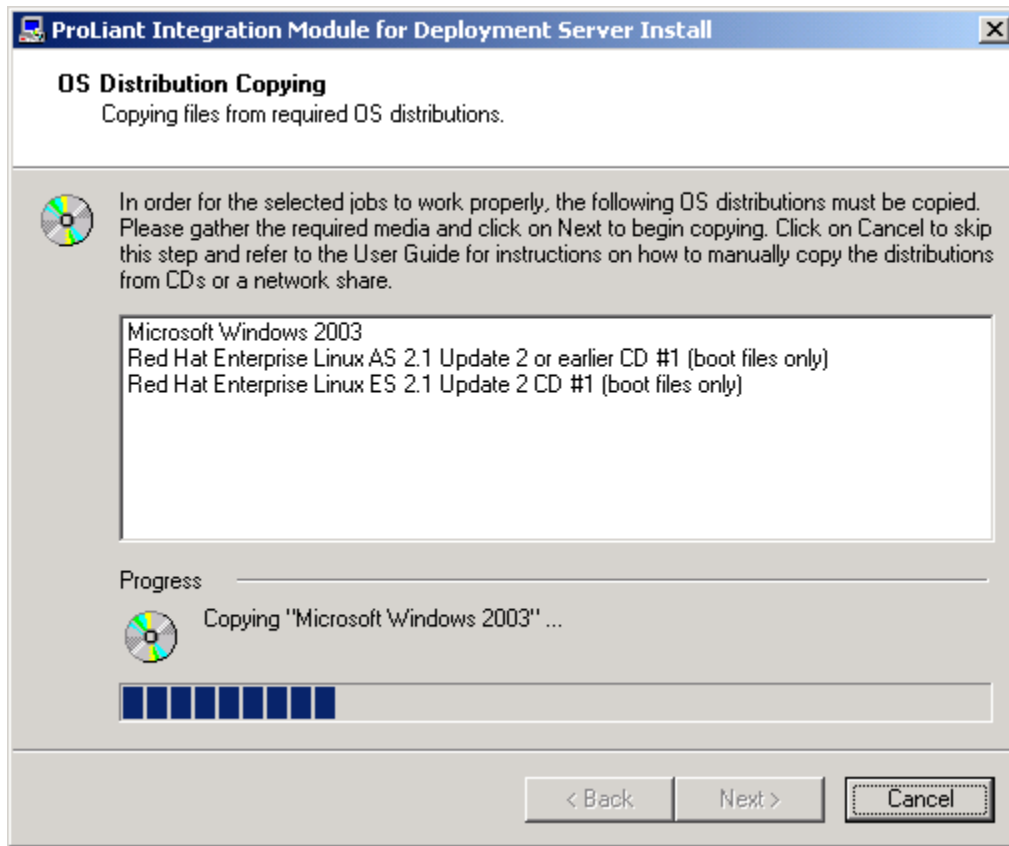 ProLiant Integration Module for Deployment Server Install
OS Distribution Copying
Copying files from required OS distributions.
In order for the selected jobs to work properly, the following OS distributions must be copied.
Please gather the required media and click on Next to begin copying. Click on Cancel to skip
this step and refer to the User Guide for instructions on how to manually copy the distributions
from CDs or a network share.
Microsoft Windows 2003
Red Hat Enterprise Linux AS 2.1 Update 2 or earlier CD #1 (boot files only)
Red Hat Enterprise Linux ES 2.1 Update 2 CD #1 (boot files only)
Progress
Copying "Microsoft Windows 2003" ...
< Back
Next >
Cancel